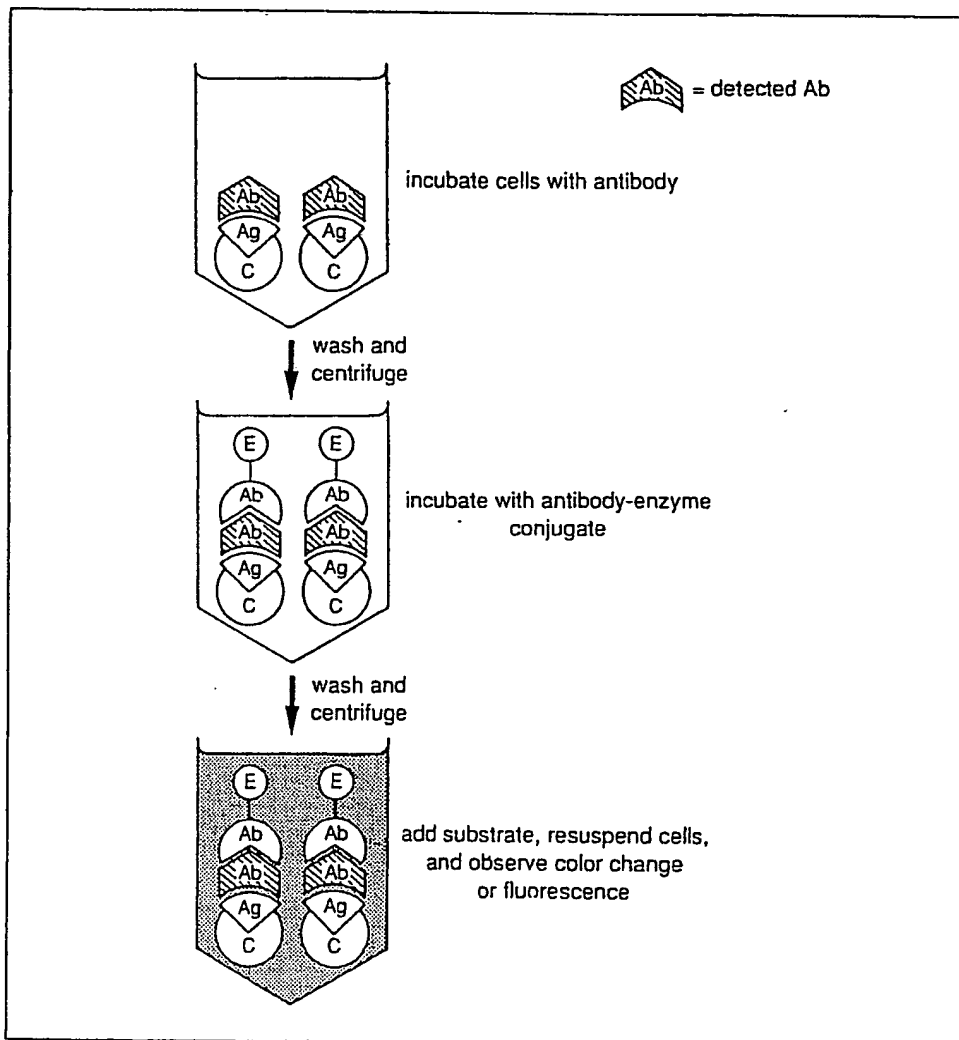 Ab = detected Ab
Ab Ab
incubate cells with antibody
Ag Ag
C C
wash and
centrifuge
E E
Ab Ab
incubate with antibody-enzyme
conjugate
Ab Ab
Ag Ag
C C
wash and
centrifuge
E E
Ab Ab
add substrate, resuspend cells,
and observe color change
or fluorescence
Ab Ab
Ag Ag
C C